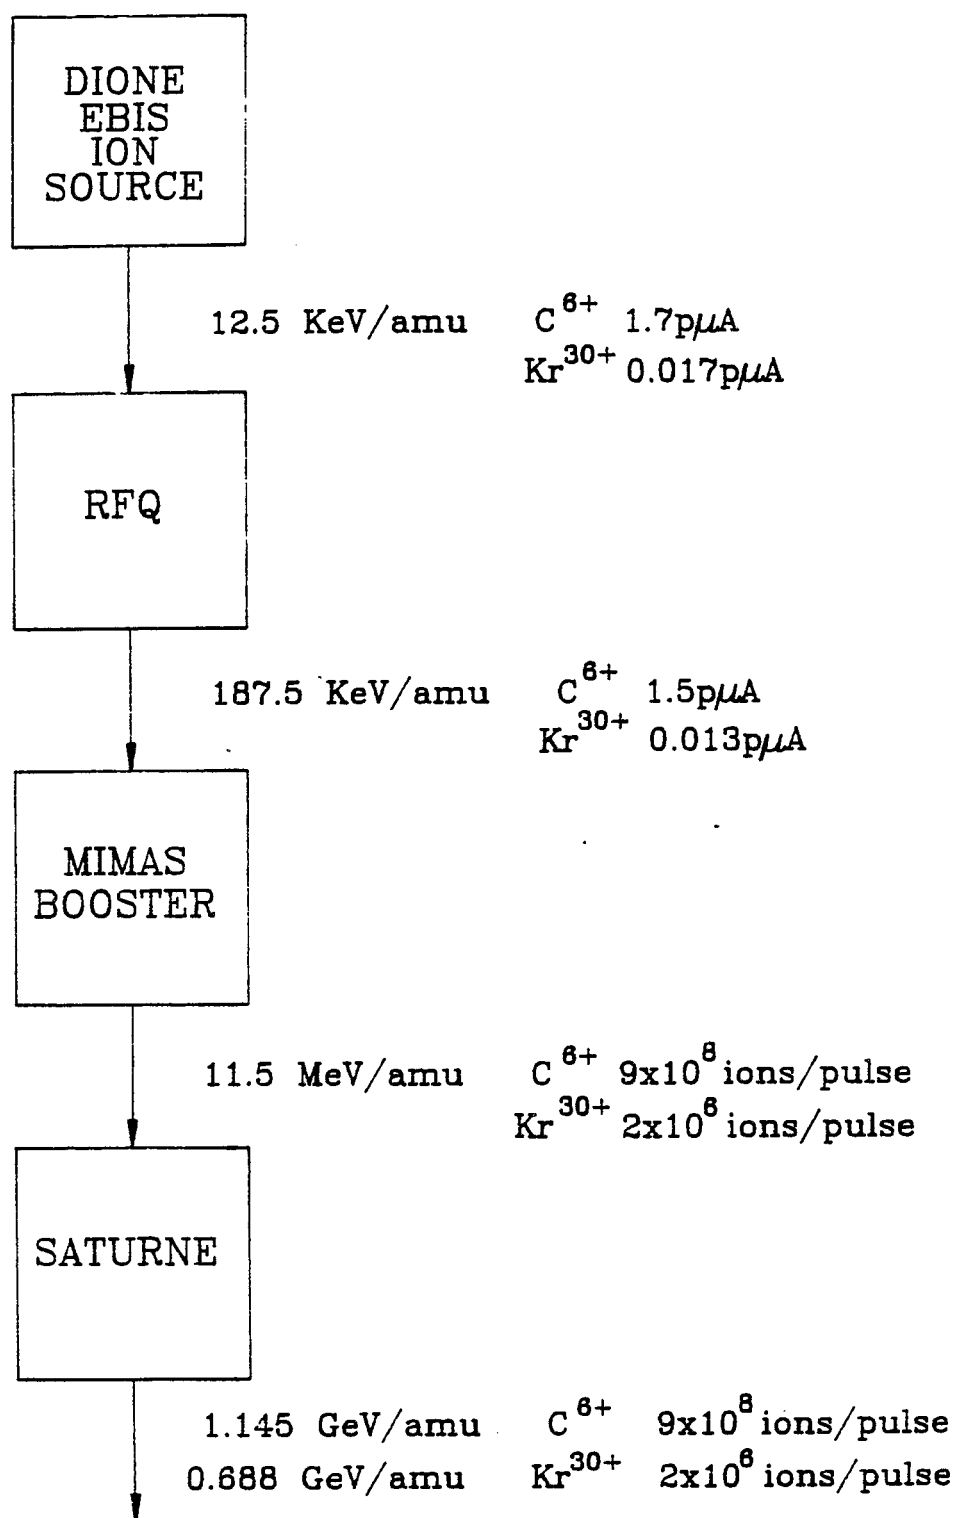 DIONE
EBIS
ION
SOURCE
12.5 KeV/amu C⁶⁺ 1.7pμA
Kr³⁰⁺ 0.017pμA
RFQ
187.5 KeV/amu C⁶⁺ 1.5pμA
Kr³⁰⁺ 0.013pμA
MIMAS
BOOSTER
11.5 MeV/amu C⁶⁺ 9x10⁸ ions/pulse
Kr³⁰⁺ 2x10⁶ ions/pulse
SATURNE
1.145 GeV/amu C⁶⁺ 9x10⁸ ions/pulse
0.688 GeV/amu Kr³⁰⁺ 2x10⁶ ions/pulse